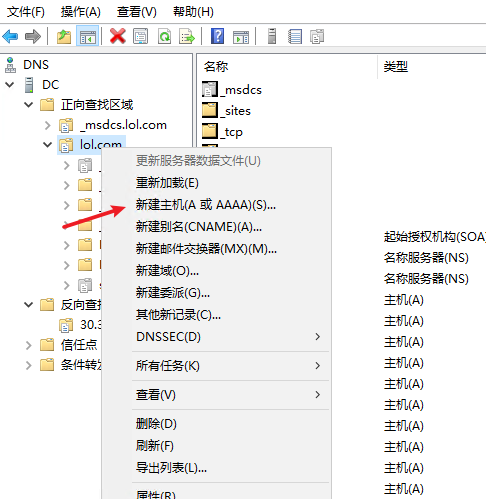 文件(F) 操作(A) 查看(V) 帮助(H)
DNS
DC
正向查找区域
_msdcs.lol.com
lol.com
反向查找
30.3
信任点
条件转发
名称 类型
_msdcs
_sites
_tcp
更新服务器数据文件(U)
重新加载(E)
新建主机(A 或 AAAA)(S)...
新建别名(CNAME)(A)...
新建邮件交换器(MX)(M)...
新建域(O)...
新建委派(G)...
其他新记录(C)...
DNSSEC(D)
所有任务(K)
查看(V)
删除(D)
刷新(F)
导出列表(L)...
属性(R)
起始授权机构(SOA)
名称服务器(NS)
名称服务器(NS)
主机(A)
主机(A)
主机(A)
主机(A)
主机(A)
主机(A)
主机(A)
主机(A)
主机(A)
主机(A)